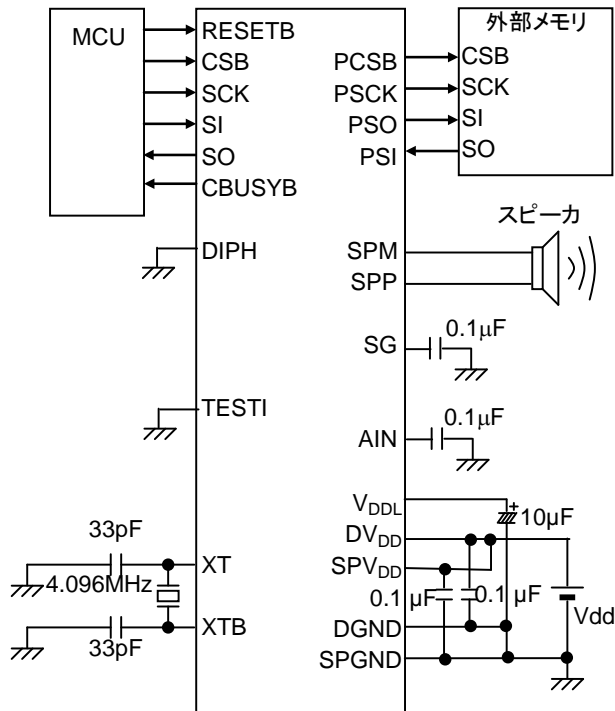 MCU
RESETB
CSB
SCK
SI
SO
CBUSYB
DIPH
TESTI
33pF
XT
4.096MHz
XTB
33pF
外部メモリ
PCSB
CSB
PSCK
SCK
PSO
SI
PSI
SO
スピーカ
SPM
SPP
0.1μF
SG
0.1μF
AIN
VDDL
+
10μF
DVDD
SPVDD
0.1 μF
0.1 μF
Vdd
DGND
SPGND